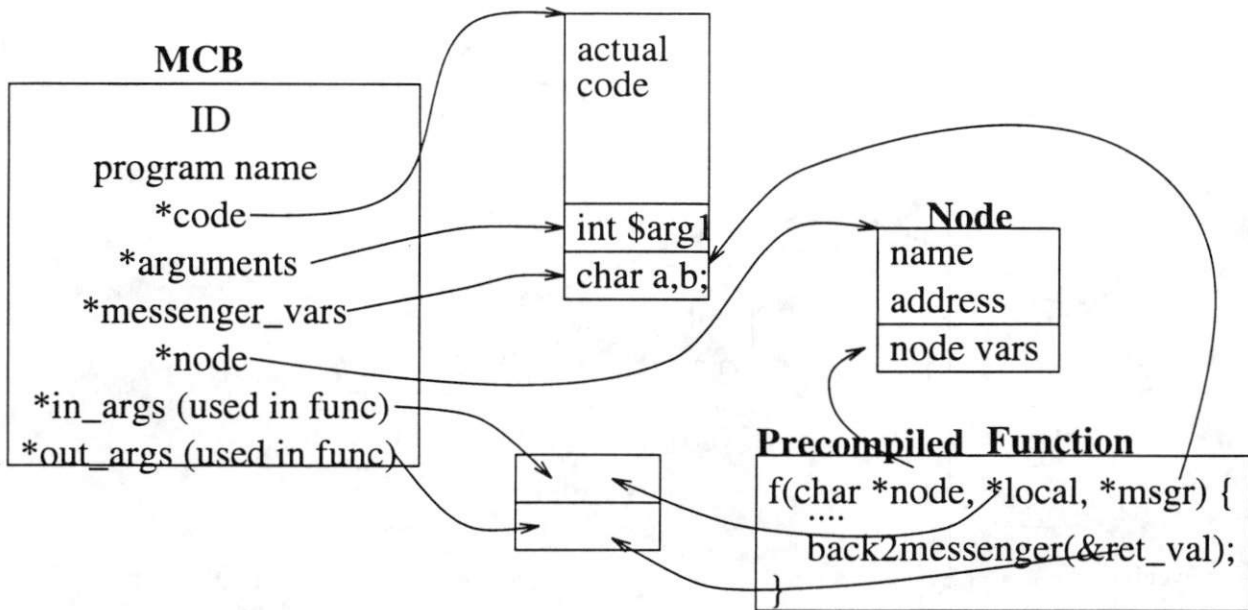 MCB
ID
program name
*code
*arguments
*messenger_vars
*node
*in_args (used in func)
*out_args (used in func)
actual
code
int $arg1
char a,b;
Node
name
address
node vars
Precompiled Function
f(char *node, *local, *msgr) {
....
back2messenger(&ret_val);
}